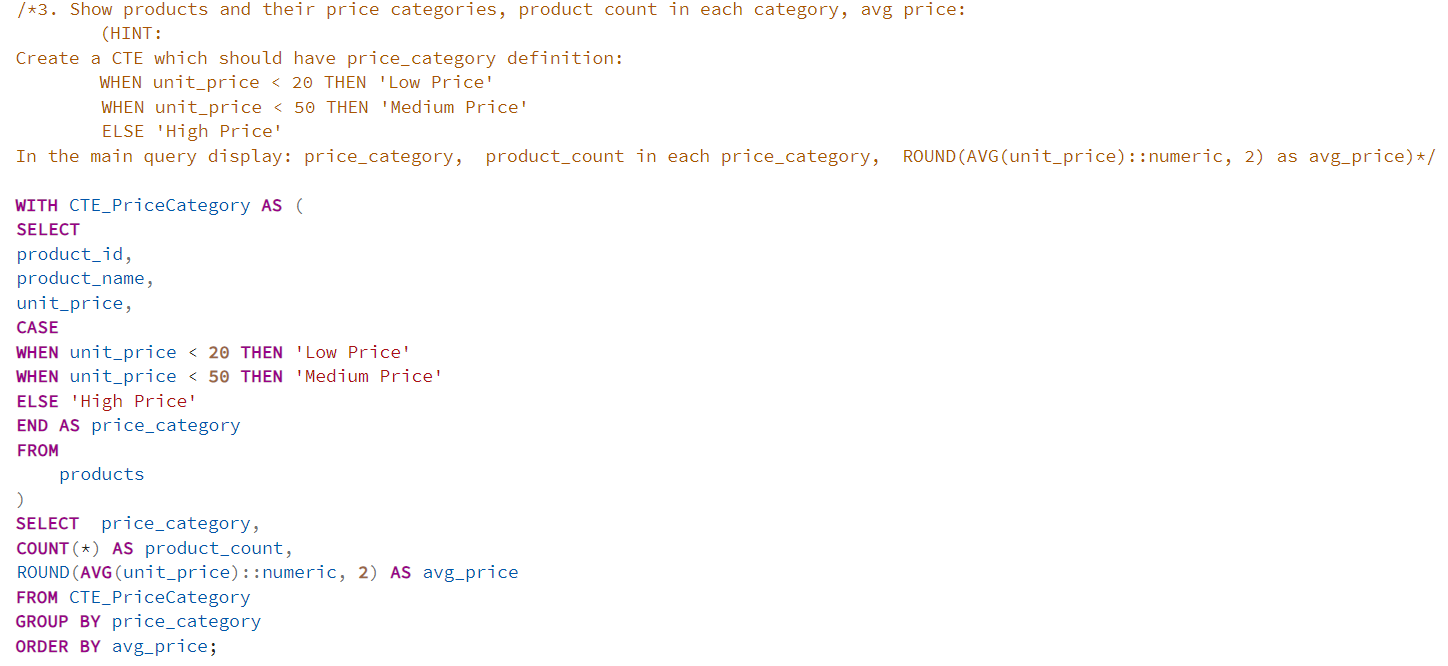 /*3. Show products and their price categories, product count in each category, avg price:
(HINT:
Create a CTE which should have price_category definition:
WHEN unit_price < 20 THEN 'Low Price'
WHEN unit_price < 50 THEN 'Medium Price'
ELSE 'High Price'
In the main query display: price_category,  product_count in each price_category,  ROUND(AVG(unit_price)::numeric, 2) as avg_price)*/
WITH CTE_PriceCategory AS (
SELECT
product_id,
product_name,
unit_price,
CASE
WHEN unit_price < 20 THEN 'Low Price'
WHEN unit_price < 50 THEN 'Medium Price'
ELSE 'High Price'
END AS price_category
FROM
products
)
SELECT  price_category,
COUNT(*) AS product_count,
ROUND(AVG(unit_price)::numeric, 2) AS avg_price
FROM CTE_PriceCategory
GROUP BY price_category
ORDER BY avg_price;